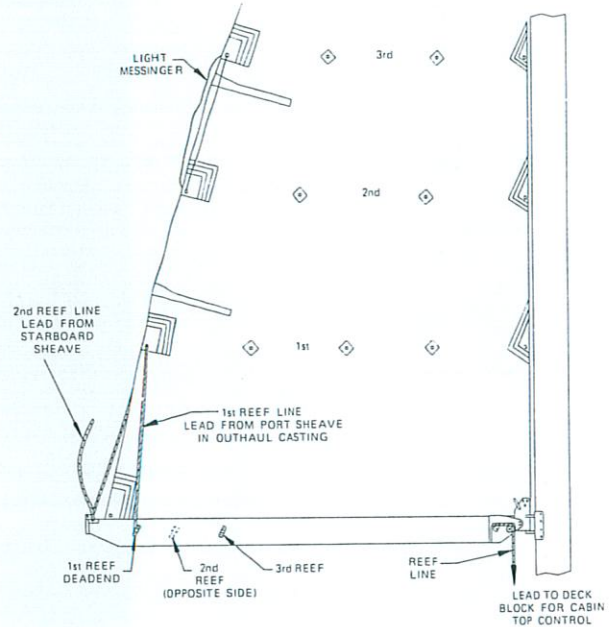 LIGHT
MESSINGER
3rd
2nd
2nd REEF LINE
LEAD FROM
STARBOARD
SHEAVE
1st
1st REEF LINE
LEAD FROM PORT SHEAVE
IN OUTHAUL CASTING
1st REEF
DEADEND
2nd
REEF
(OPPOSITE SIDE)
3rd REEF
REEF
LINE
LEAD TO DECK
BLOCK FOR CABIN
TOP CONTROL